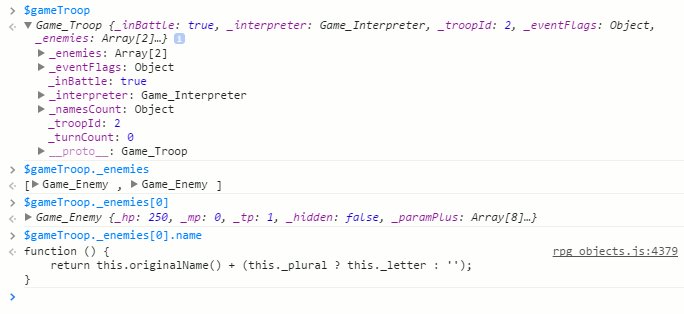 > $gameTroop
<· ▼ Game_Troop {_inBattle: true, _interpreter: Game_Interpreter, _troopId: 2, _eventFlags: Object,
_enemies: Array[2]…} i
▶ _enemies: Array[2]
▶ _eventFlags: Object
_inBattle: true
▶ _interpreter: Game_Interpreter
▶ _namesCount: Object
_troopId: 2
_turnCount: 0
▶ __proto__: Game_Troop
> $gameTroop._enemies
<· [▶ Game_Enemy , ▶ Game_Enemy ]
> $gameTroop._enemies[0]
<· ▶ Game_Enemy {_hp: 250, _mp: 0, _tp: 1, _hidden: false, _paramPlus: Array[8]…}
> $gameTroop._enemies[0].name
<· function () { rpg_objects.js:4379
return this.originalName() + (this._plural ? this._letter : '');
}
>